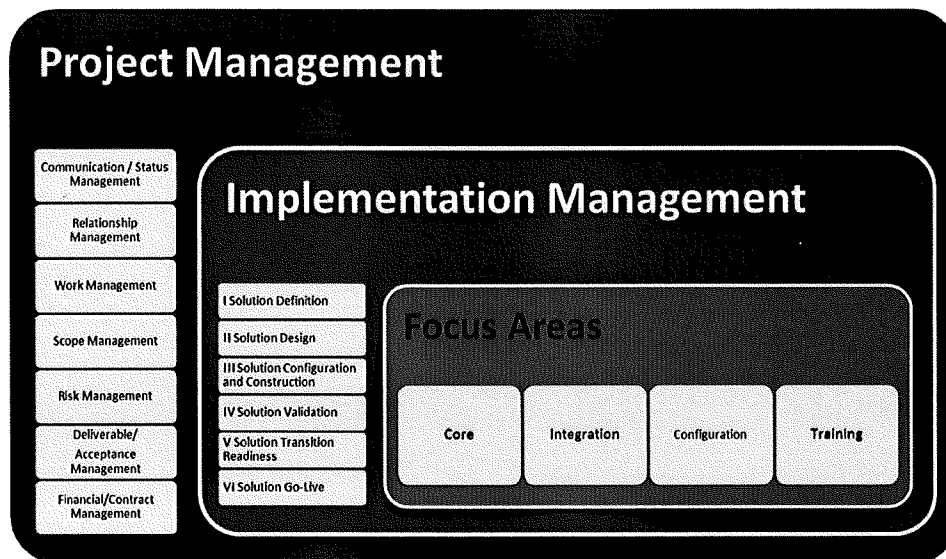 Project Management
Communication / Status
Management
Relationship
Management
Work Management
Scope Management
Risk Management
Deliverable/
Acceptance
Management
Financial/Contract
Management
Implementation Management
I Solution Definition
II Solution Design
III Solution Configuration
and Construction
IV Solution Validation
V Solution Transition
Readiness
VI Solution Go-Live
Focus Areas
Core
Integration
Configuration
Training